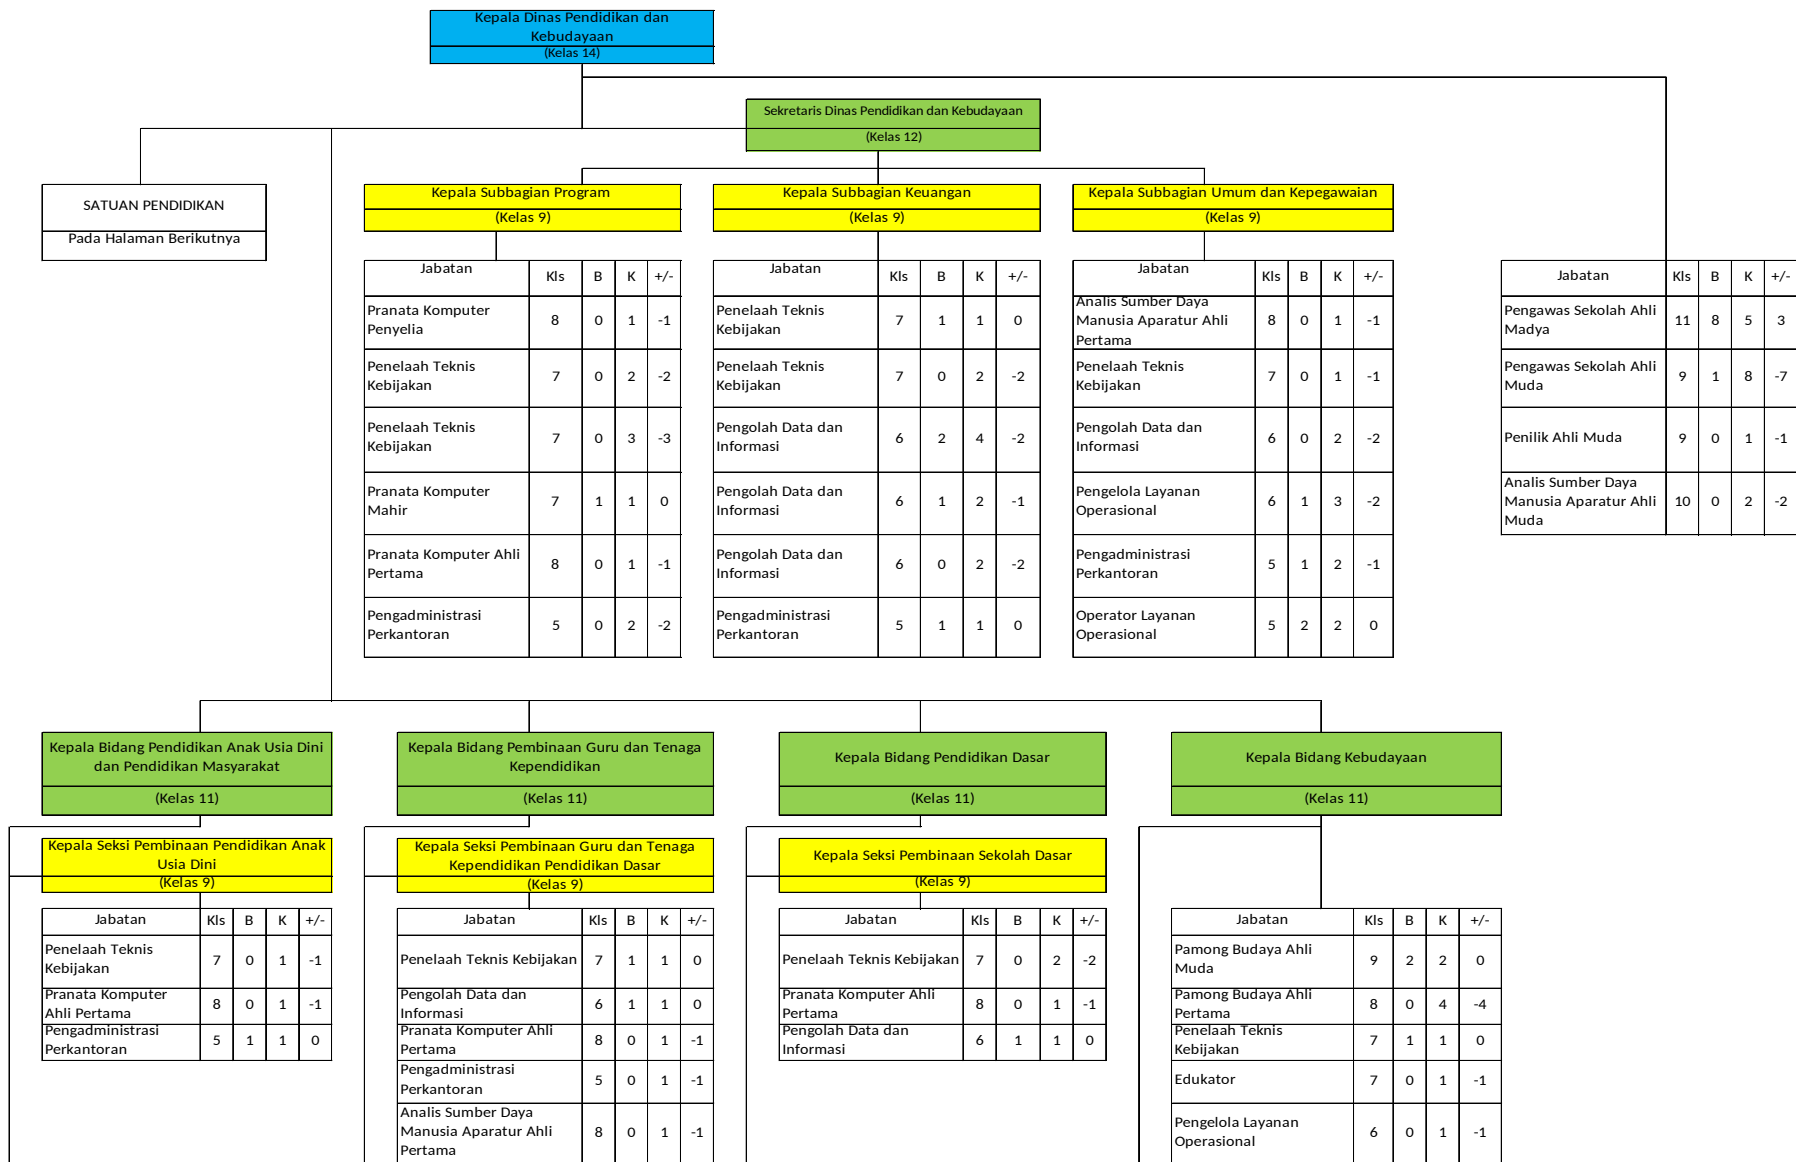 Kepala Dinas Pendidikan dan
Kebudayaan
(Kelas 14)
Sekretaris Dinas Pendidikan dan Kebudayaan
(Kelas 12)
SATUAN PENDIDIKAN
Pada Halaman Berikutnya
Kepala Subbagian Program
(Kelas 9)
Jabatan Kls B K +/-
Pranata Komputer
Penyelia 8 0 1 -1
Penelaah Teknis
Kebijakan 7 0 2 -2
Penelaah Teknis
Kebijakan 7 0 3 -3
Pranata Komputer
Mahir 7 1 1 0
Pranata Komputer Ahli
Pertama 8 0 1 -1
Pengadministrasi
Perkantoran 5 0 2 -2
Kepala Subbagian Keuangan
(Kelas 9)
Jabatan Kls B K +/-
Penelaah Teknis
Kebijakan 7 1 1 0
Penelaah Teknis
Kebijakan 7 0 2 -2
Pengolah Data dan
Informasi 6 2 4 -2
Pengolah Data dan
Informasi 6 1 2 -1
Pengolah Data dan
Informasi 6 0 2 -2
Pengadministrasi
Perkantoran 5 1 1 0
Kepala Subbagian Umum dan Kepegawaian
(Kelas 9)
Jabatan Kls B K +/-
Analis Sumber Daya
Manusia Aparatur Ahli 8 0 1 -1
Pertama
Penelaah Teknis
Kebijakan 7 0 1 -1
Pengolah Data dan
Informasi 6 0 2 -2
Pengelola Layanan
Operasional 6 1 3 -2
Pengadministrasi
Perkantoran 5 1 2 -1
Operator Layanan
Operasional 5 2 2 0
Jabatan Kls B K +/-
Pengawas Sekolah Ahli
Madya 11 8 5 3
Pengawas Sekolah Ahli
Muda 9 1 8 -7
Penilik Ahli Muda 9 0 1 -1
Analis Sumber Daya
Manusia Aparatur Ahli 10 0 2 -2
Muda
Kepala Bidang Pendidikan Anak Usia Dini
dan Pendidikan Masyarakat
(Kelas 11)
Kepala Seksi Pembinaan Pendidikan Anak
Usia Dini
(Kelas 9)
Jabatan Kls B K +/-
Penelaah Teknis
Kebijakan 7 0 1 -1
Pranata Komputer
Ahli Pertama 8 0 1 -1
Pengadministrasi
Perkantoran 5 1 1 0
Kepala Bidang Pembinaan Guru dan Tenaga
Kependidikan
(Kelas 11)
Kepala Seksi Pembinaan Guru dan Tenaga
Kependidikan Pendidikan Dasar
(Kelas 9)
Jabatan Kls B K +/-
Penelaah Teknis Kebijakan 7 1 1 0
Pengolah Data dan
Informasi 6 1 1 0
Pranata Komputer Ahli
Pertama 8 0 1 -1
Pengadministrasi
Perkantoran 5 0 1 -1
Analis Sumber Daya
Manusia Aparatur Ahli 8 0 1 -1
Pertama
Kepala Bidang Pendidikan Dasar
(Kelas 11)
Kepala Seksi Pembinaan Sekolah Dasar
(Kelas 9)
Jabatan Kls B K +/-
Penelaah Teknis Kebijakan 7 0 2 -2
Pranata Komputer Ahli
Pertama 8 0 1 -1
Pengolah Data dan
Informasi 6 1 1 0
Kepala Bidang Kebudayaan
(Kelas 11)
Jabatan Kls B K +/-
Pamong Budaya Ahli
Muda 9 2 2 0
Pamong Budaya Ahli
Pertama 8 0 4 -4
Penelaah Teknis
Kebijakan 7 1 1 0
Edukator 7 0 1 -1
Pengelola Layanan
Operasional 6 0 1 -1